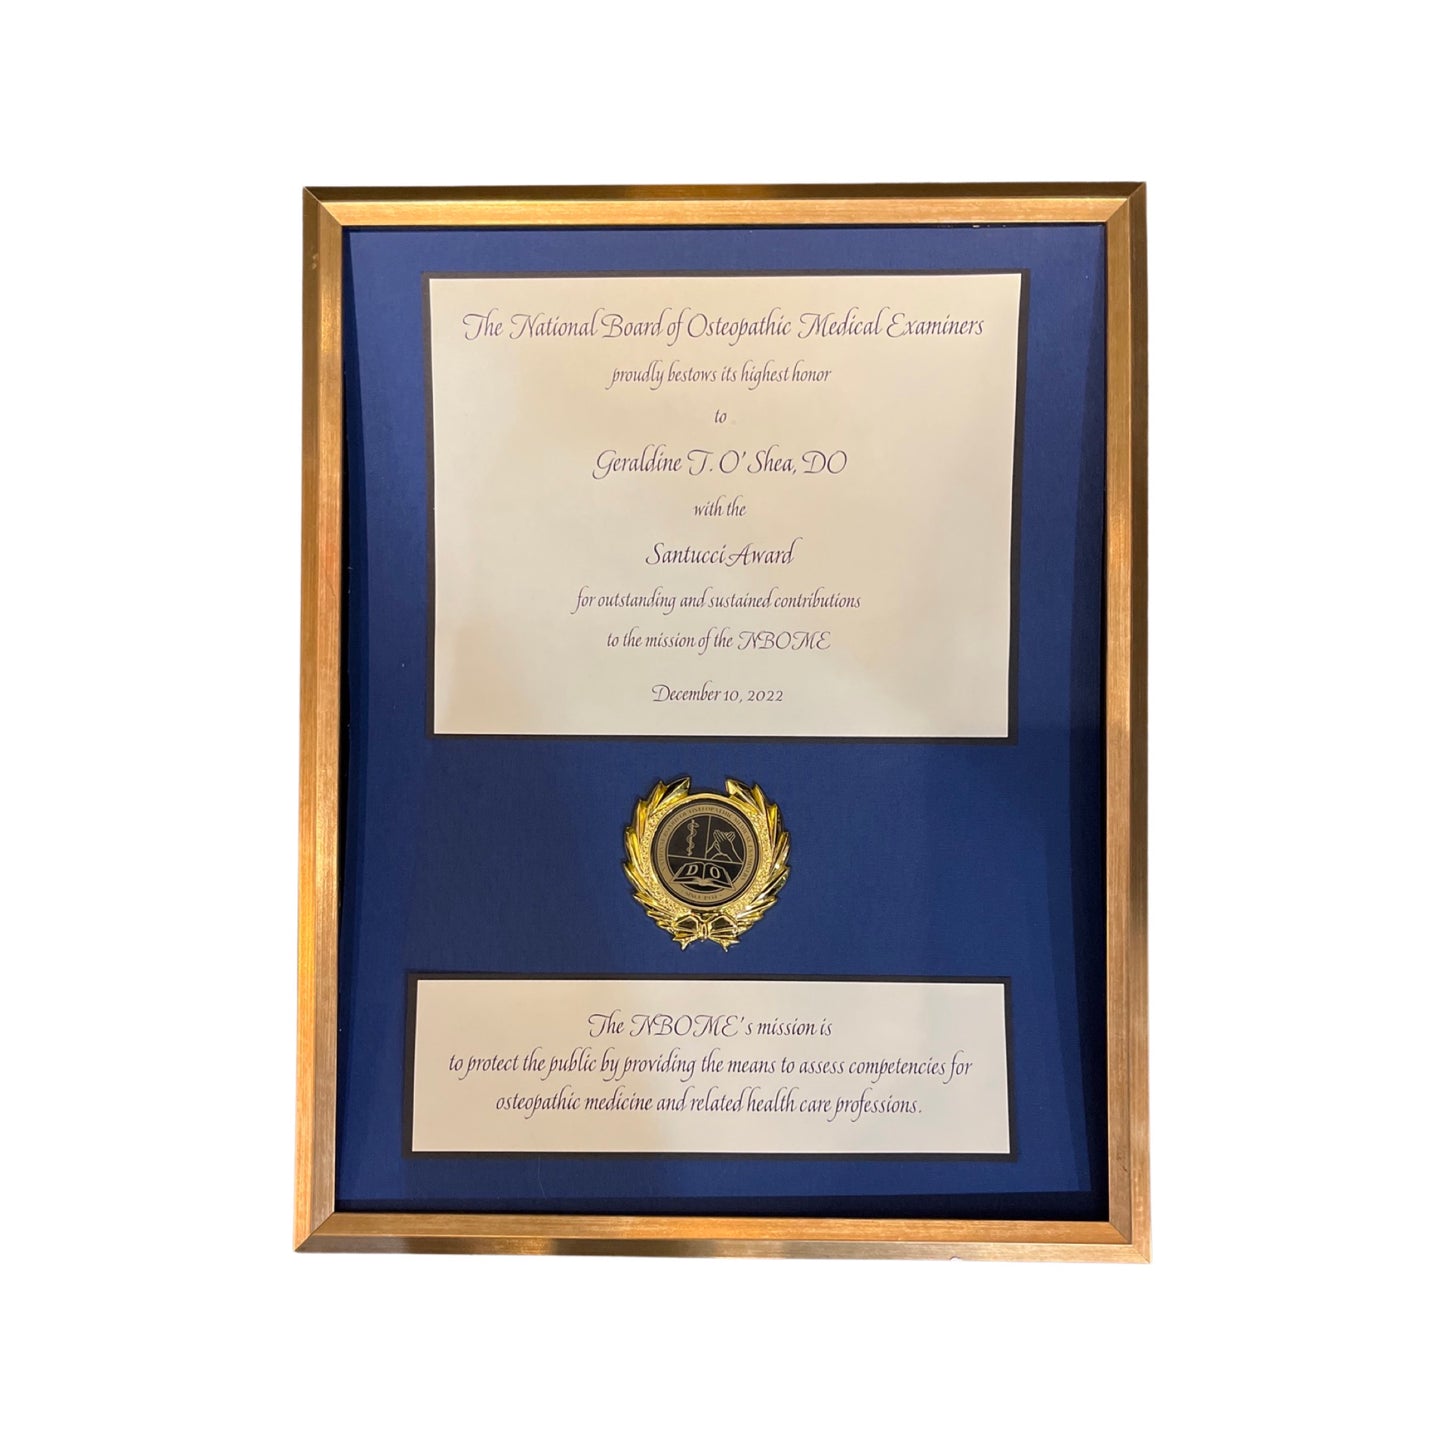 The National Board of Osteopathic Medical Examiners
proudly bestows its highest honor
to
Geraldine T. O'Shea, DO
with the
Santucci Award
for outstanding and sustained contributions
to the mission of the NBOME
December 10, 2022
DO
The NBOME's mission is
to protect the public by providing the means to assess competencies for
osteopathic medicine and related health care professions.